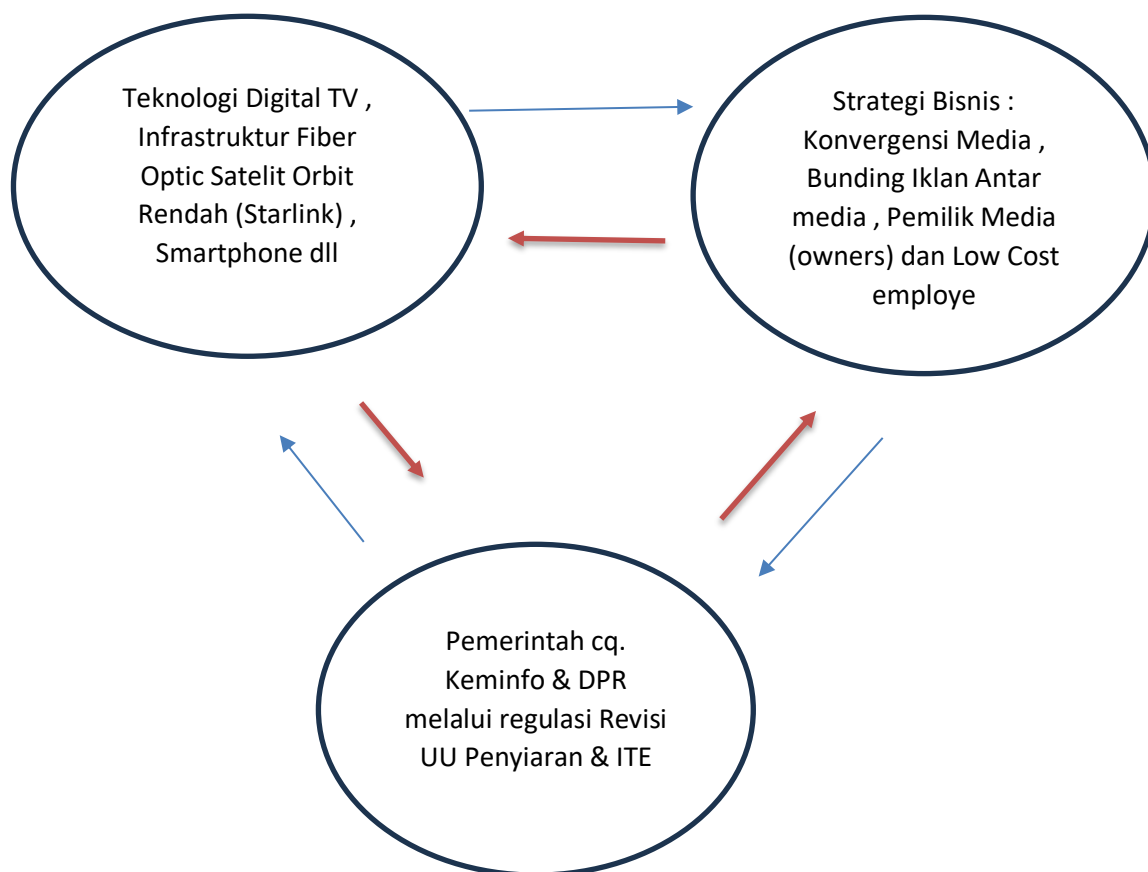 Teknologi Digital TV ,
Infrastruktur Fiber
Optic Satelit Orbit
Rendah (Starlink) ,
Smartphone dll
Strategi Bisnis :
Konvergensi Media ,
Bunding Iklan Antar
media , Pemilik Media
(owners) dan Low Cost
employe
Pemerintah cq.
Keminfo & DPR
melalui regulasi Revisi
UU Penyiaran & ITE